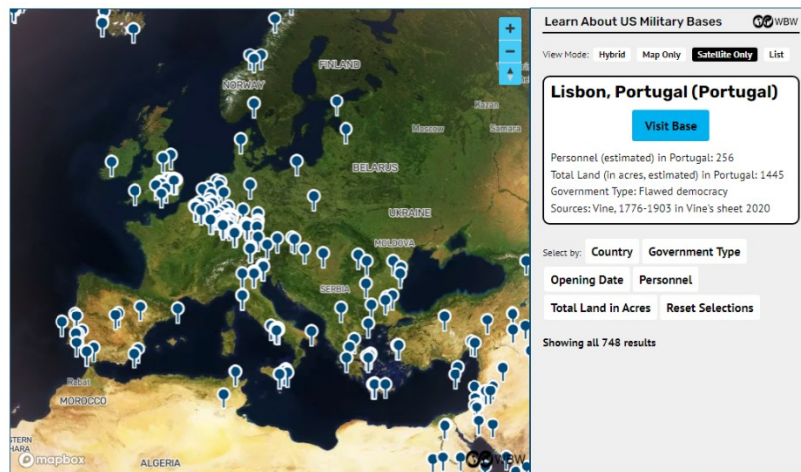 FINLAND
NORWAY
Kazan
Moscow
Samara
BELARUS
UKRAINE
MOLDOVA
SERBIA
Rabat
MOROCCO
ALGERIA
mapbox
WBW
Learn About US Military Bases
WBW
View Mode: Hybrid Map Only Satellite Only List
Lisbon, Portugal (Portugal)
Visit Base
Personnel (estimated) in Portugal: 256
Total Land (in acres, estimated) in Portugal: 1445
Government Type: Flawed democracy
Sources: Vine, 1776-1903 in Vine's sheet 2020
Select by: Country Government Type
Opening Date Personnel
Total Land in Acres Reset Selections
Showing all 748 results